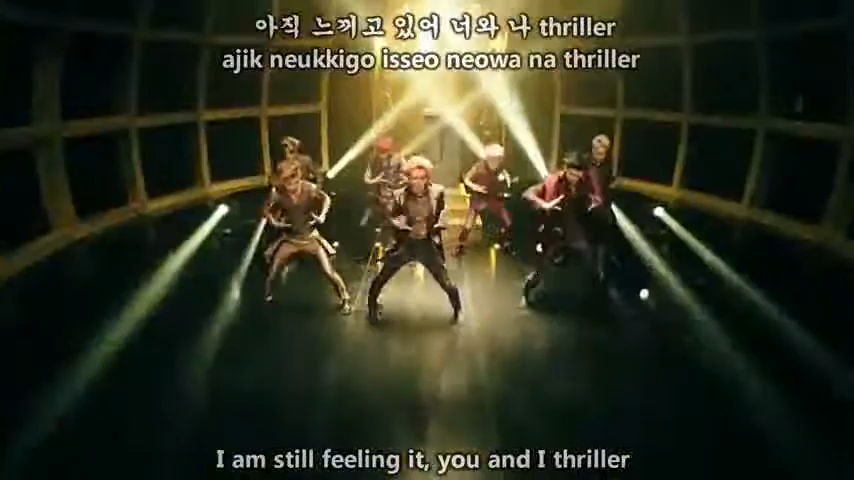 아직 느끼고 있어 너와 나 thriller
ajik neukkigo isseo neowa na thriller
I am still feeling it, you and I thriller